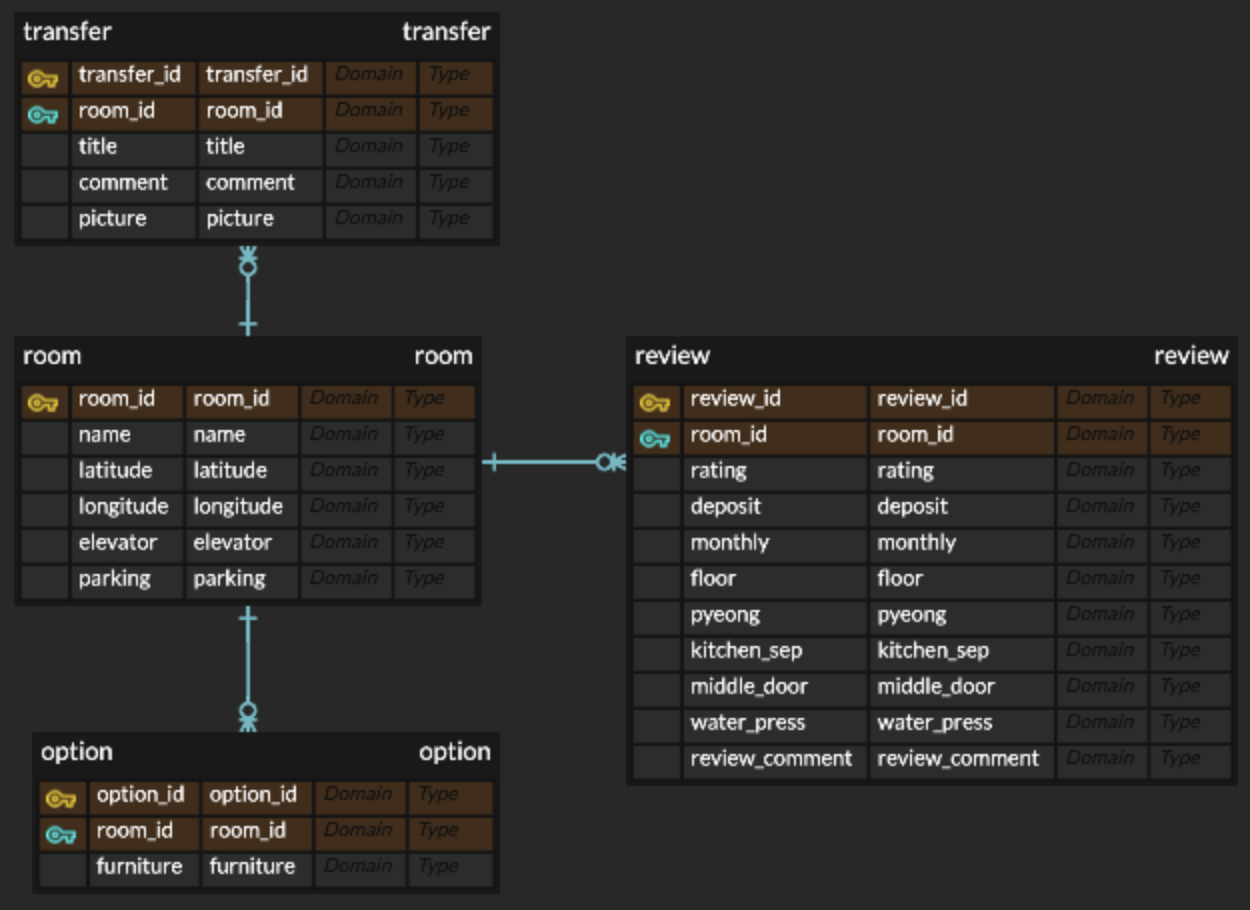 transfer transfer
transfer_id transfer_id Domain Type
room_id room_id Domain Type
title title Domain Type
comment comment Domain Type
picture picture Domain Type
room room
room_id room_id Domain Type
name name Domain Type
latitude latitude Domain Type
longitude longitude Domain Type
elevator elevator Domain Type
parking parking Domain Type
review review
review_id review_id Domain Type
room_id room_id Domain Type
rating rating Domain Type
deposit deposit Domain Type
monthly monthly Domain Type
floor floor Domain Type
pyeong pyeong Domain Type
kitchen_sep kitchen_sep Domain Type
middle_door middle_door Domain Type
water_press water_press Domain Type
review_comment review_comment Domain Type
option option
option_id option_id Domain Type
room_id room_id Domain Type
furniture furniture Domain Type